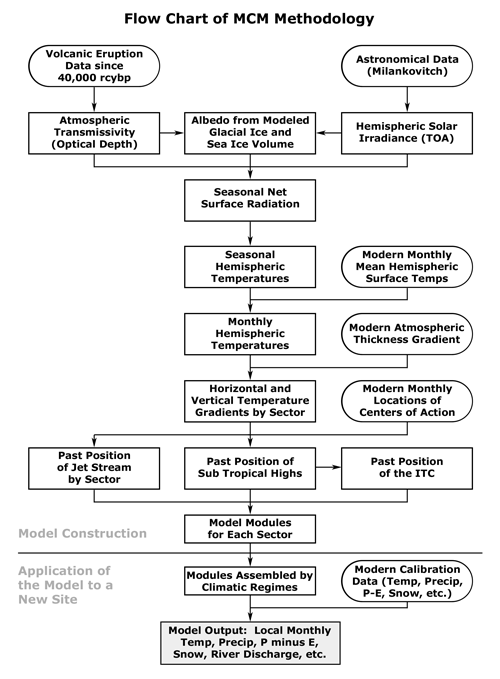 Flow Chart of MCM Methodology
Volcanic Eruption
Data since
40,000 rcybp
Astronomical Data
(Milankovitch)
Atmospheric
Transmissivity
(Optical Depth)
Albedo from Modeled
Glacial Ice and
Sea Ice Volume
Hemispheric Solar
Irradiance (TOA)
Seasonal Net
Surface Radiation
Seasonal
Hemispheric
Temperatures
Modern Monthly
Mean Hemispheric
Surface Temps
Monthly
Hemispheric
Temperatures
Modern Atmospheric
Thickness Gradient
Horizontal and
Vertical Temperature
Gradients by Sector
Modern Monthly
Locations of
Centers of Action
Past Position
of Jet Stream
by Sector
Past Position of
Sub Tropical Highs
Past Position
of the ITC
Model Construction
Model Modules
for Each Sector
Application of
the Model to a
New Site
Modules Assembled by
Climatic Regimes
Modern Calibration
Data (Temp, Precip,
P-E, Snow, etc.)
Model Output: Local Monthly
Temp, Precip, P minus E,
Snow, River Discharge, etc.